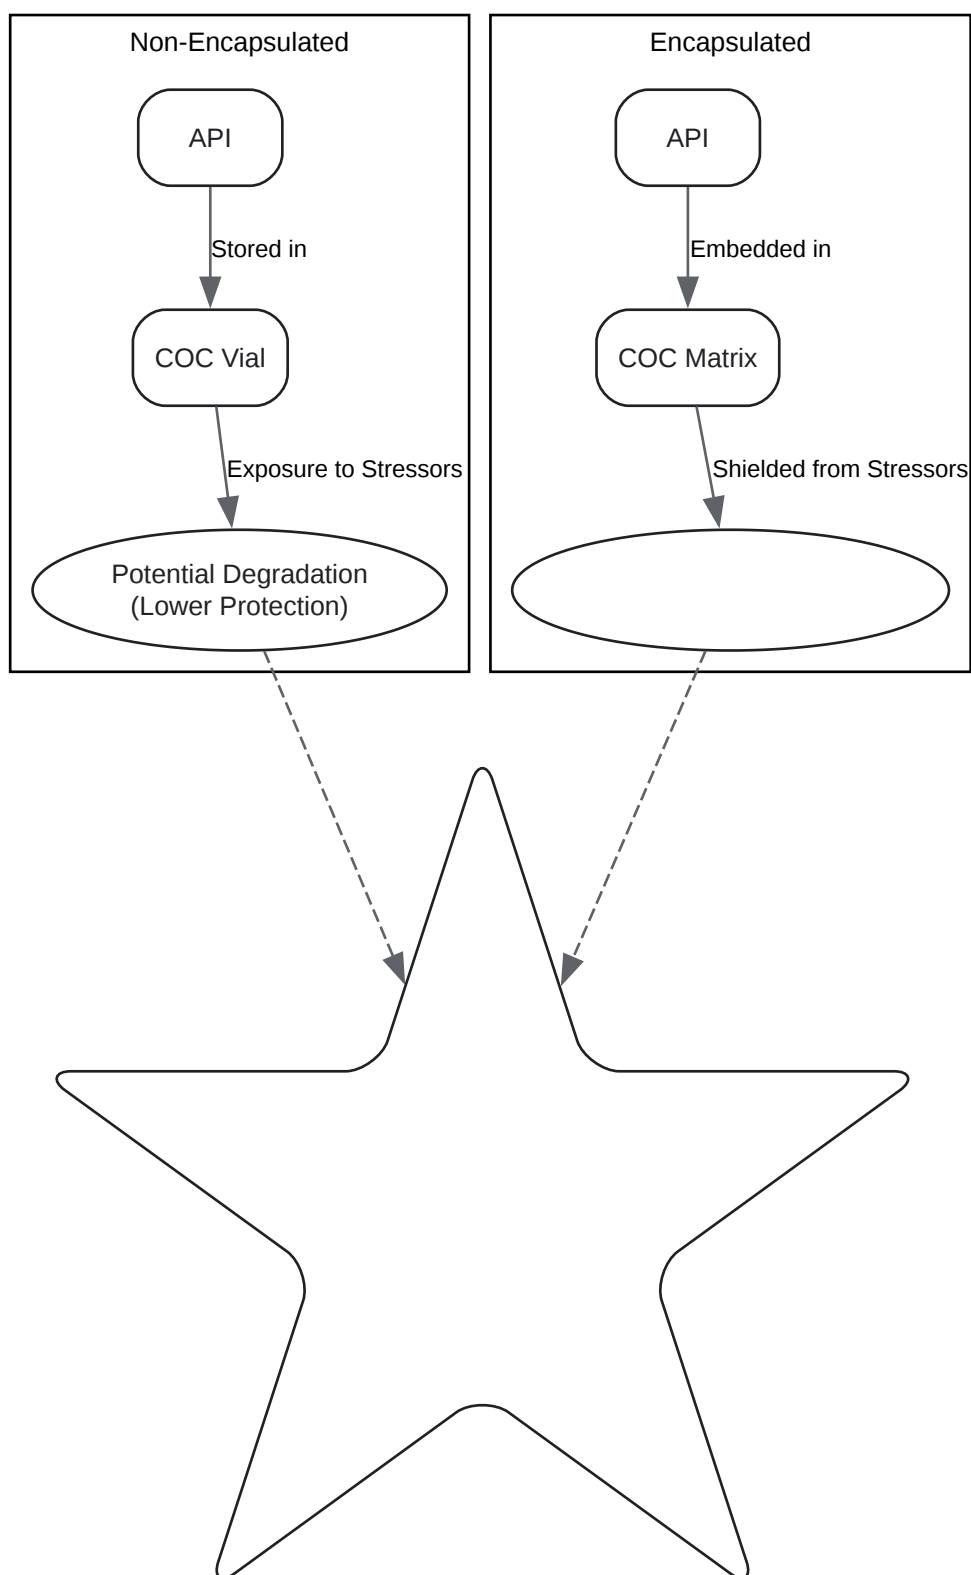 Non-Encapsulated
API
Stored in
COC Vial
Exposure to Stressors
Potential Degradation
(Lower Protection)
Encapsulated
API
Embedded in
COC Matrix
Shielded from Stressors